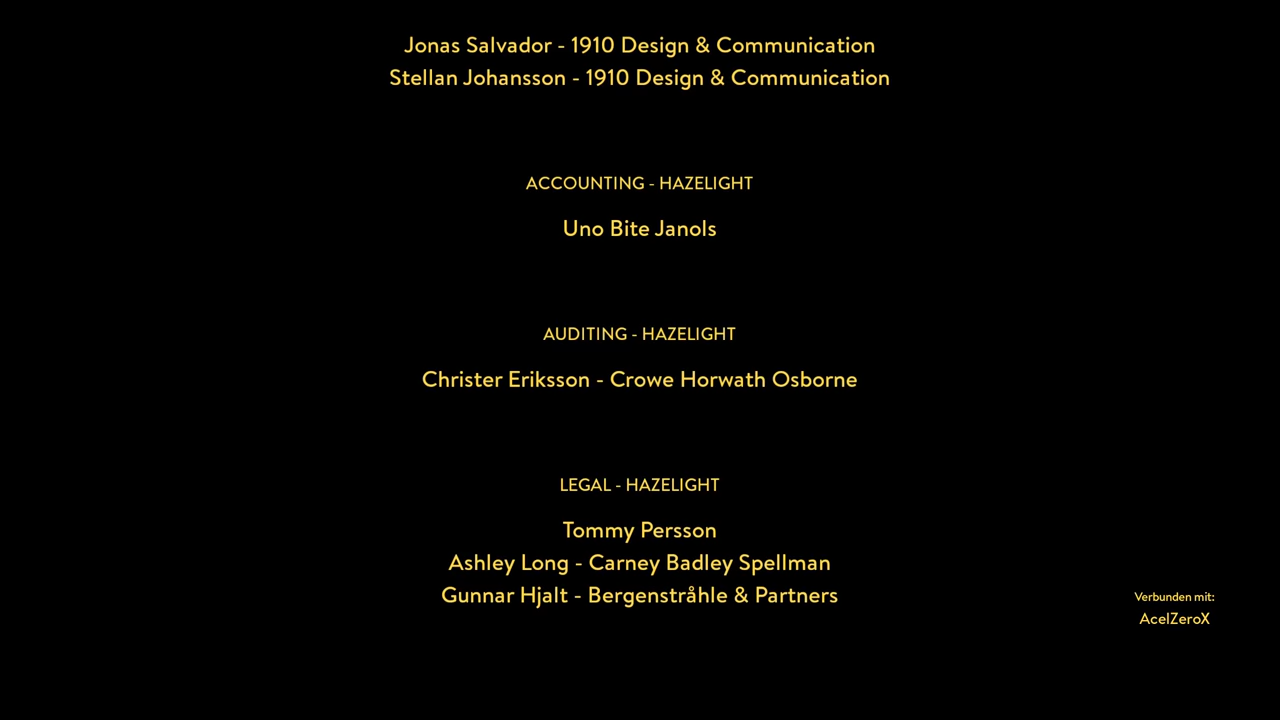 Jonas Salvador - 1910 Design & Communication
Stellan Johansson - 1910 Design & Communication
ACCOUNTING - HAZELIGHT
Uno Bite Janols
AUDITING - HAZELIGHT
Christer Eriksson - Crowe Horwath Osborne
LEGAL - HAZELIGHT
Tommy Persson
Ashley Long - Carney Badley Spellman
Gunnar Hjalt - Bergenstråhle & Partners
Verbunden mit:
AcelZeroX